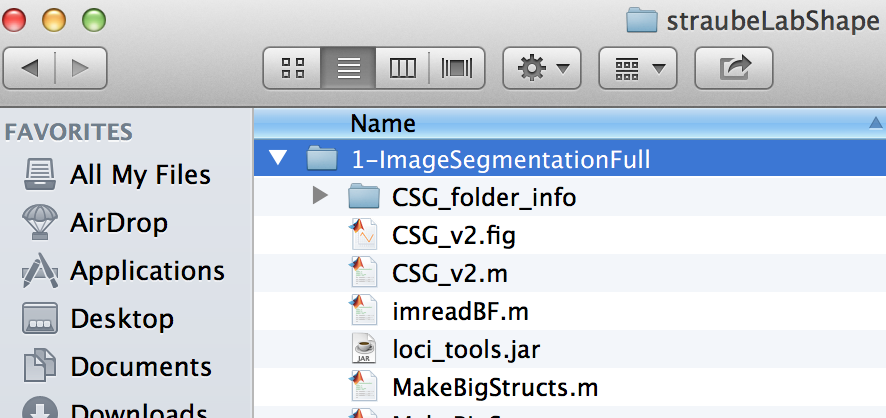 straubeLabShape
FAVORITES
All My Files
AirDrop
Applications
Desktop
Documents
Downloads
Name
1-ImageSegmentationFull
CSG_folder_info
CSG_v2.fig
CSG_v2.m
imreadBF.m
JAR
loci_tools.jar
MakeBigStructs.m